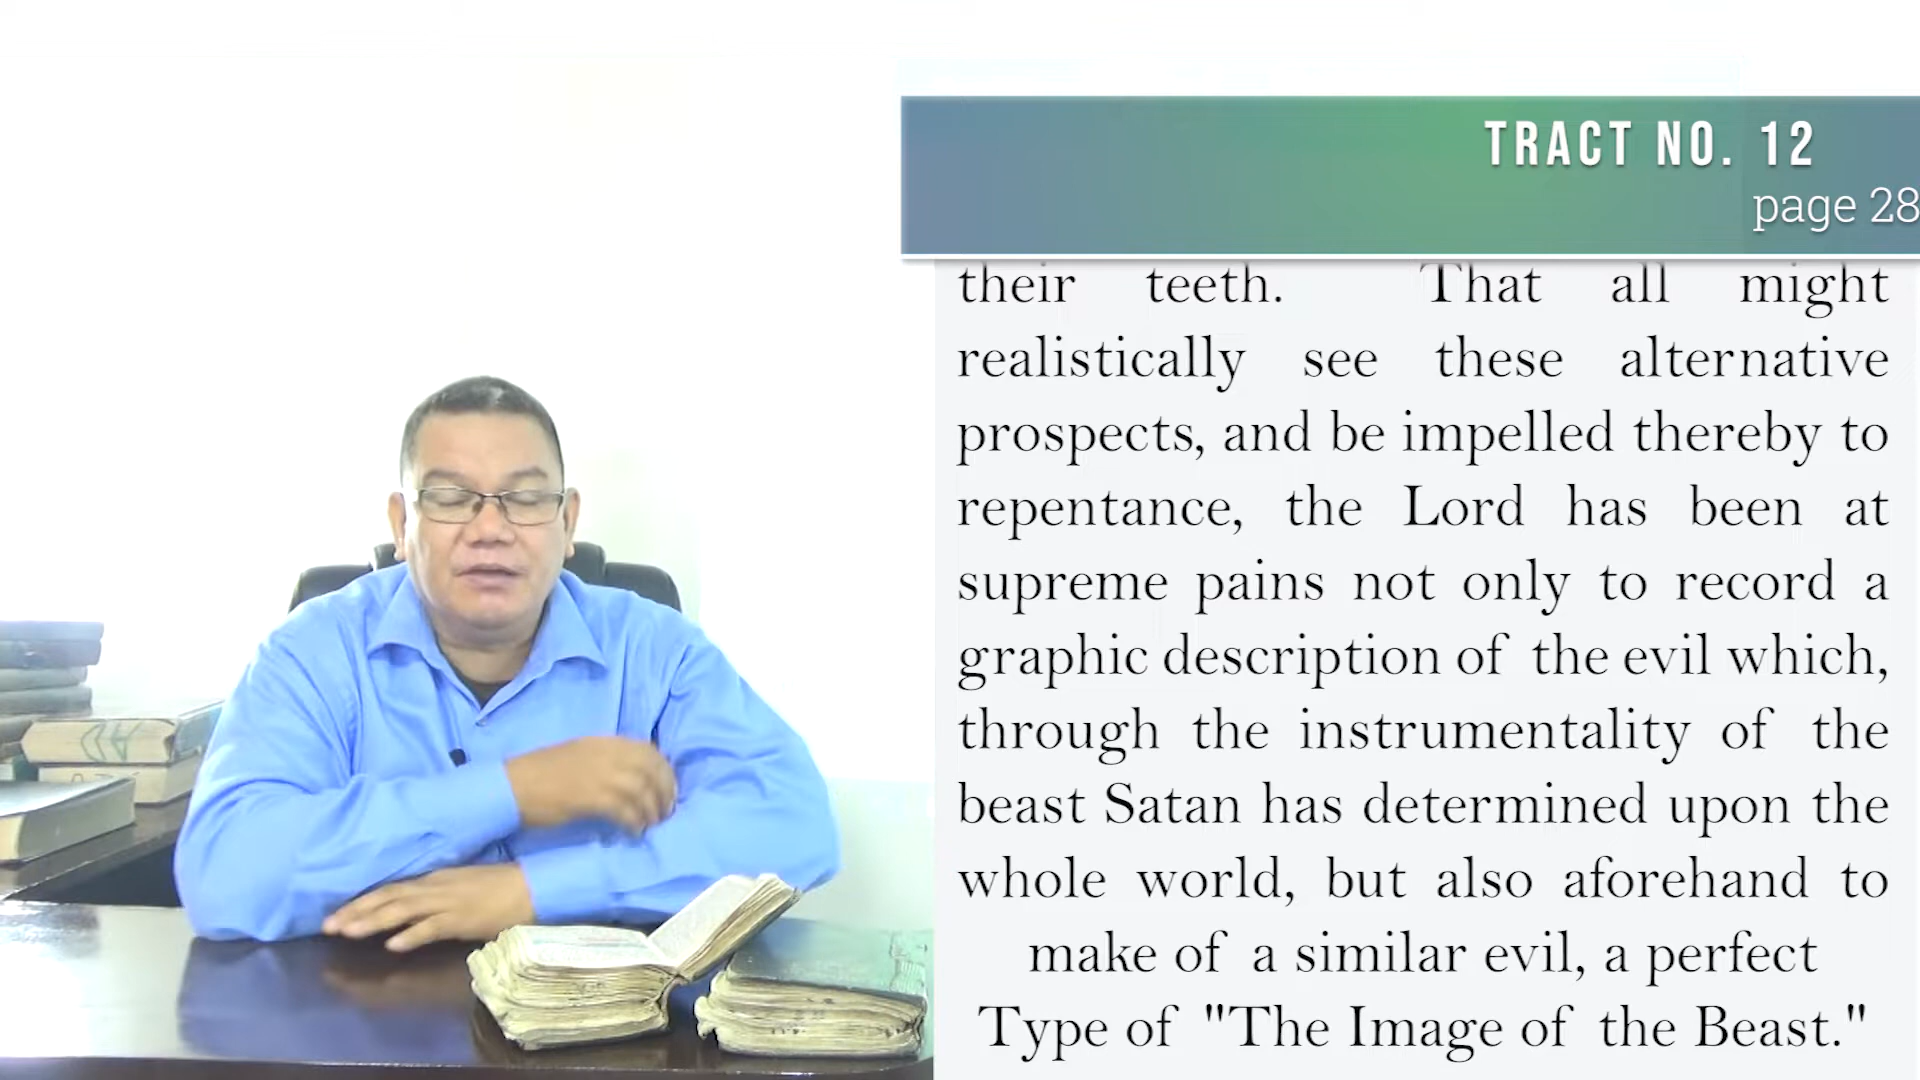 TRACT NO. 12
page 28
their teeth. That all might
realistically see these alternative
prospects, and be impelled thereby to
repentance, the Lord has been at
supreme pains not only to record a
graphic description of the evil which,
through the instrumentality of the
beast Satan has determined upon the
whole world, but also aforehand to
make of a similar evil, a perfect
Type of "The Image of the Beast."